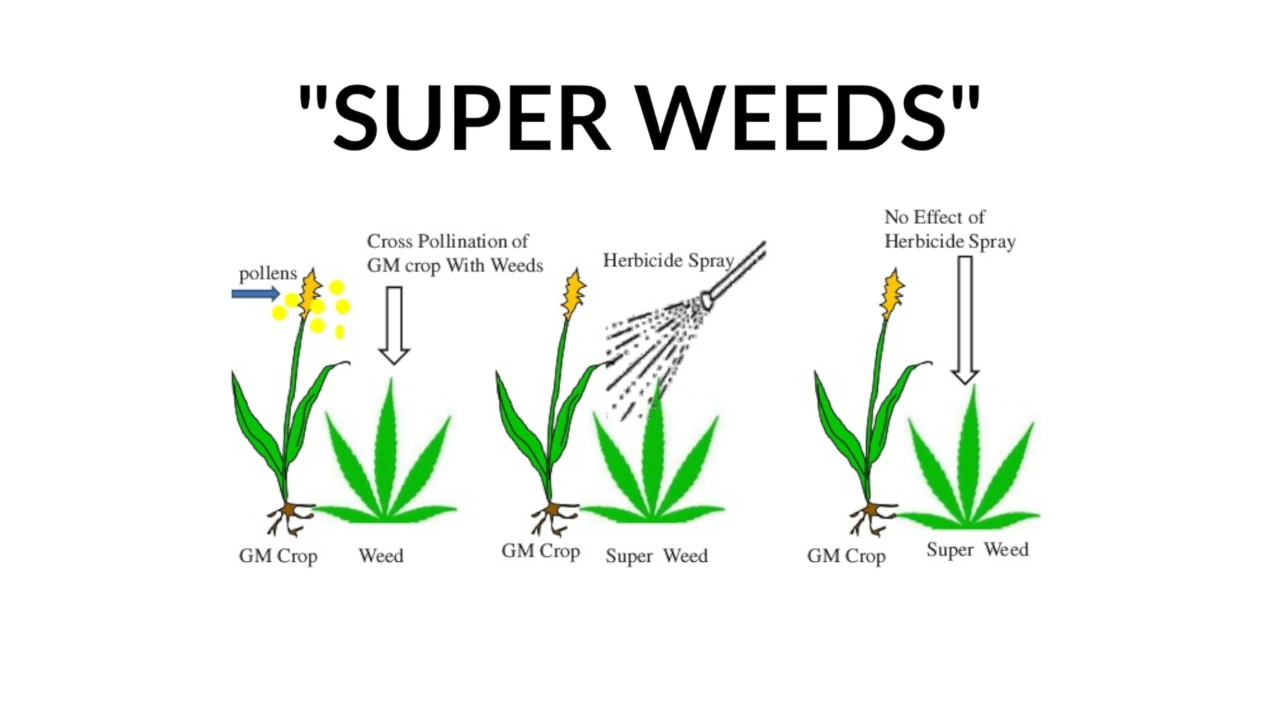 "SUPER WEEDS"
pollens
Cross Pollination of
GM crop With Weeds
GM Crop
Weed
Herbicide Spray
GM Crop
Super Weed
No Effect of
Herbicide Spray
GM Crop
Super Weed